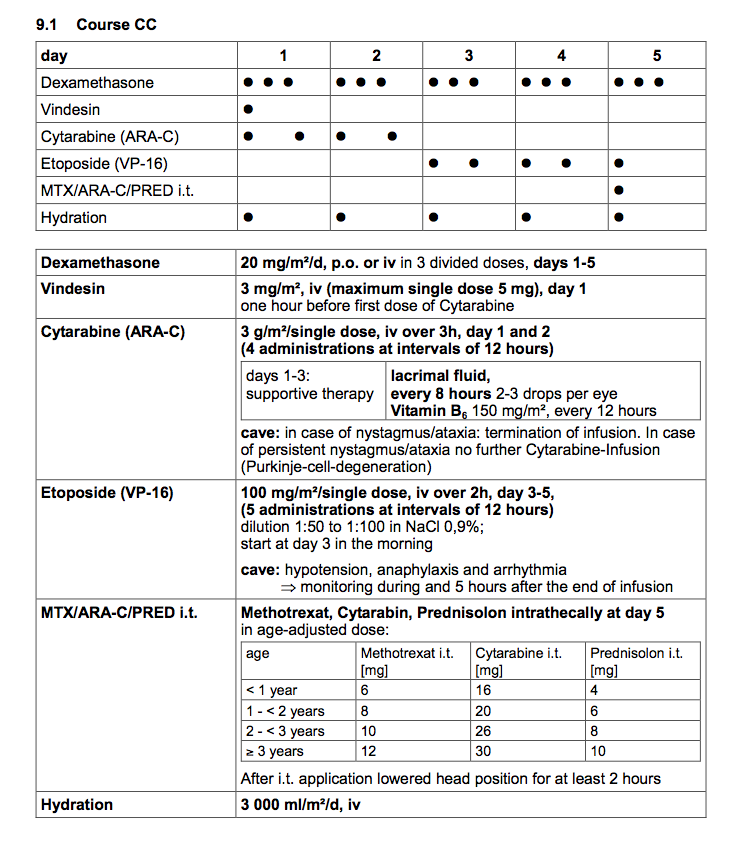 9.1 Course CC
day 1 2 3 4 5
Dexamethasone ● ● ● ● ● ● ● ● ● ● ● ● ● ● ●
Vindesin ●
Cytarabine (ARA-C) ● ● ● ●
Etoposide (VP-16) ● ● ● ● ●
MTX/ARA-C/PRED i.t. ●
Hydration ● ● ● ● ●
Dexamethasone 20 mg/m²/d, p.o. or iv in 3 divided doses, days 1-5
Vindesin 3 mg/m², iv (maximum single dose 5 mg), day 1
one hour before first dose of Cytarabine
Cytarabine (ARA-C) 3 g/m²/single dose, iv over 3h, day 1 and 2
(4 administrations at intervals of 12 hours)
days 1-3: lacrimal fluid,
supportive therapy every 8 hours 2-3 drops per eye
Vitamin B₆ 150 mg/m², every 12 hours
cave: in case of nystagmus/ataxia: termination of infusion. In case
of persistent nystagmus/ataxia no further Cytarabine-Infusion
(Purkinje-cell-degeneration)
Etoposide (VP-16) 100 mg/m²/single dose, iv over 2h, day 3-5,
(5 administrations at intervals of 12 hours)
dilution 1:50 to 1:100 in NaCl 0,9%;
start at day 3 in the morning
cave: hypotension, anaphylaxis and arrhythmia
⇒ monitoring during and 5 hours after the end of infusion
MTX/ARA-C/PRED i.t. Methotrexat, Cytarabin, Prednisolon intrathecally at day 5
in age-adjusted dose:
age Methotrexat i.t. Cytarabine i.t. Prednisolon i.t.
[mg] [mg] [mg]
< 1 year 6 16 4
1 - < 2 years 8 20 6
2 - < 3 years 10 26 8
≥ 3 years 12 30 10
After i.t. application lowered head position for at least 2 hours
Hydration 3 000 ml/m²/d, iv